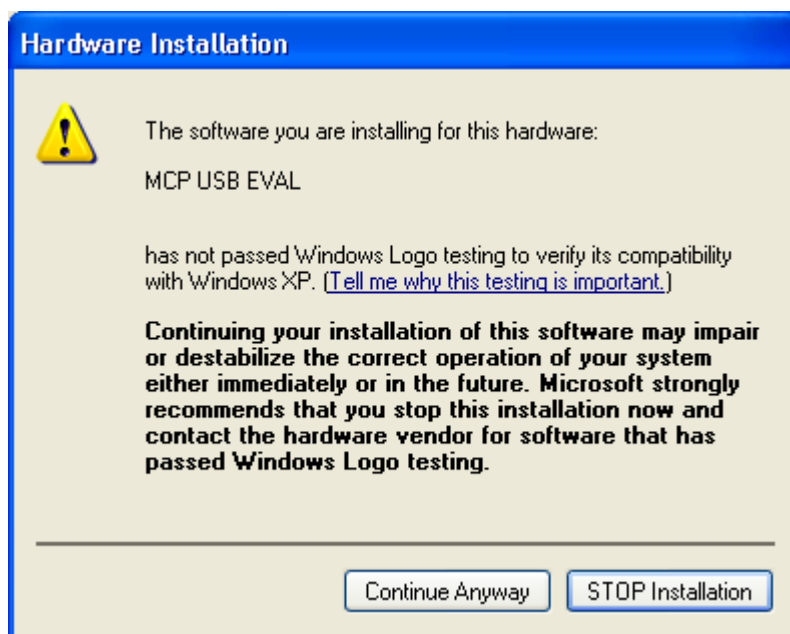 Hardware Installation
The software you are installing for this hardware:
MCP USB EVAL
has not passed Windows Logo testing to verify its compatibility
with Windows XP. (Tell me why this testing is important.)
Continuing your installation of this software may impair
or destabilize the correct operation of your system
either immediately or in the future. Microsoft strongly
recommends that you stop this installation now and
contact the hardware vendor for software that has
passed Windows Logo testing.
Continue Anyway
STOP Installation